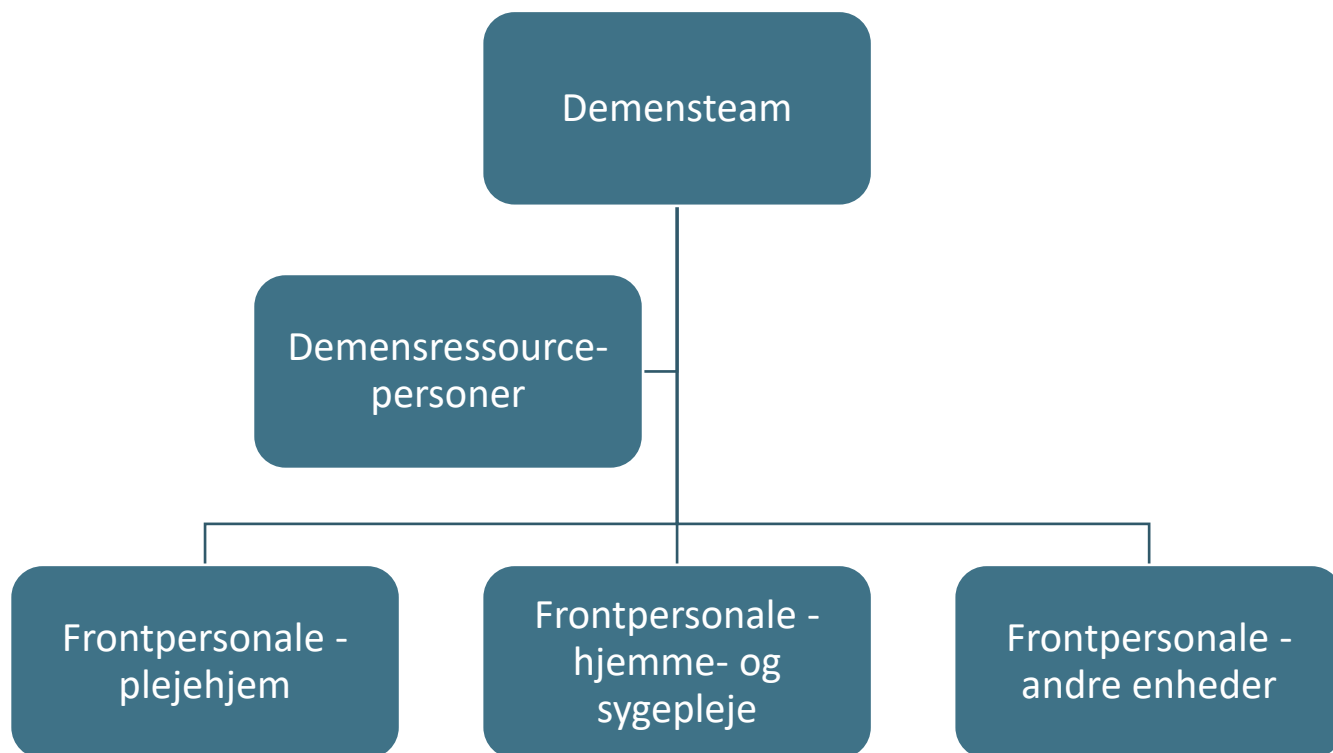 Demensteam
Demensressource-
personer
Frontpersonale -
plejehjem
Frontpersonale -
hjemme- og
sygepleje
Frontpersonale -
andre enheder